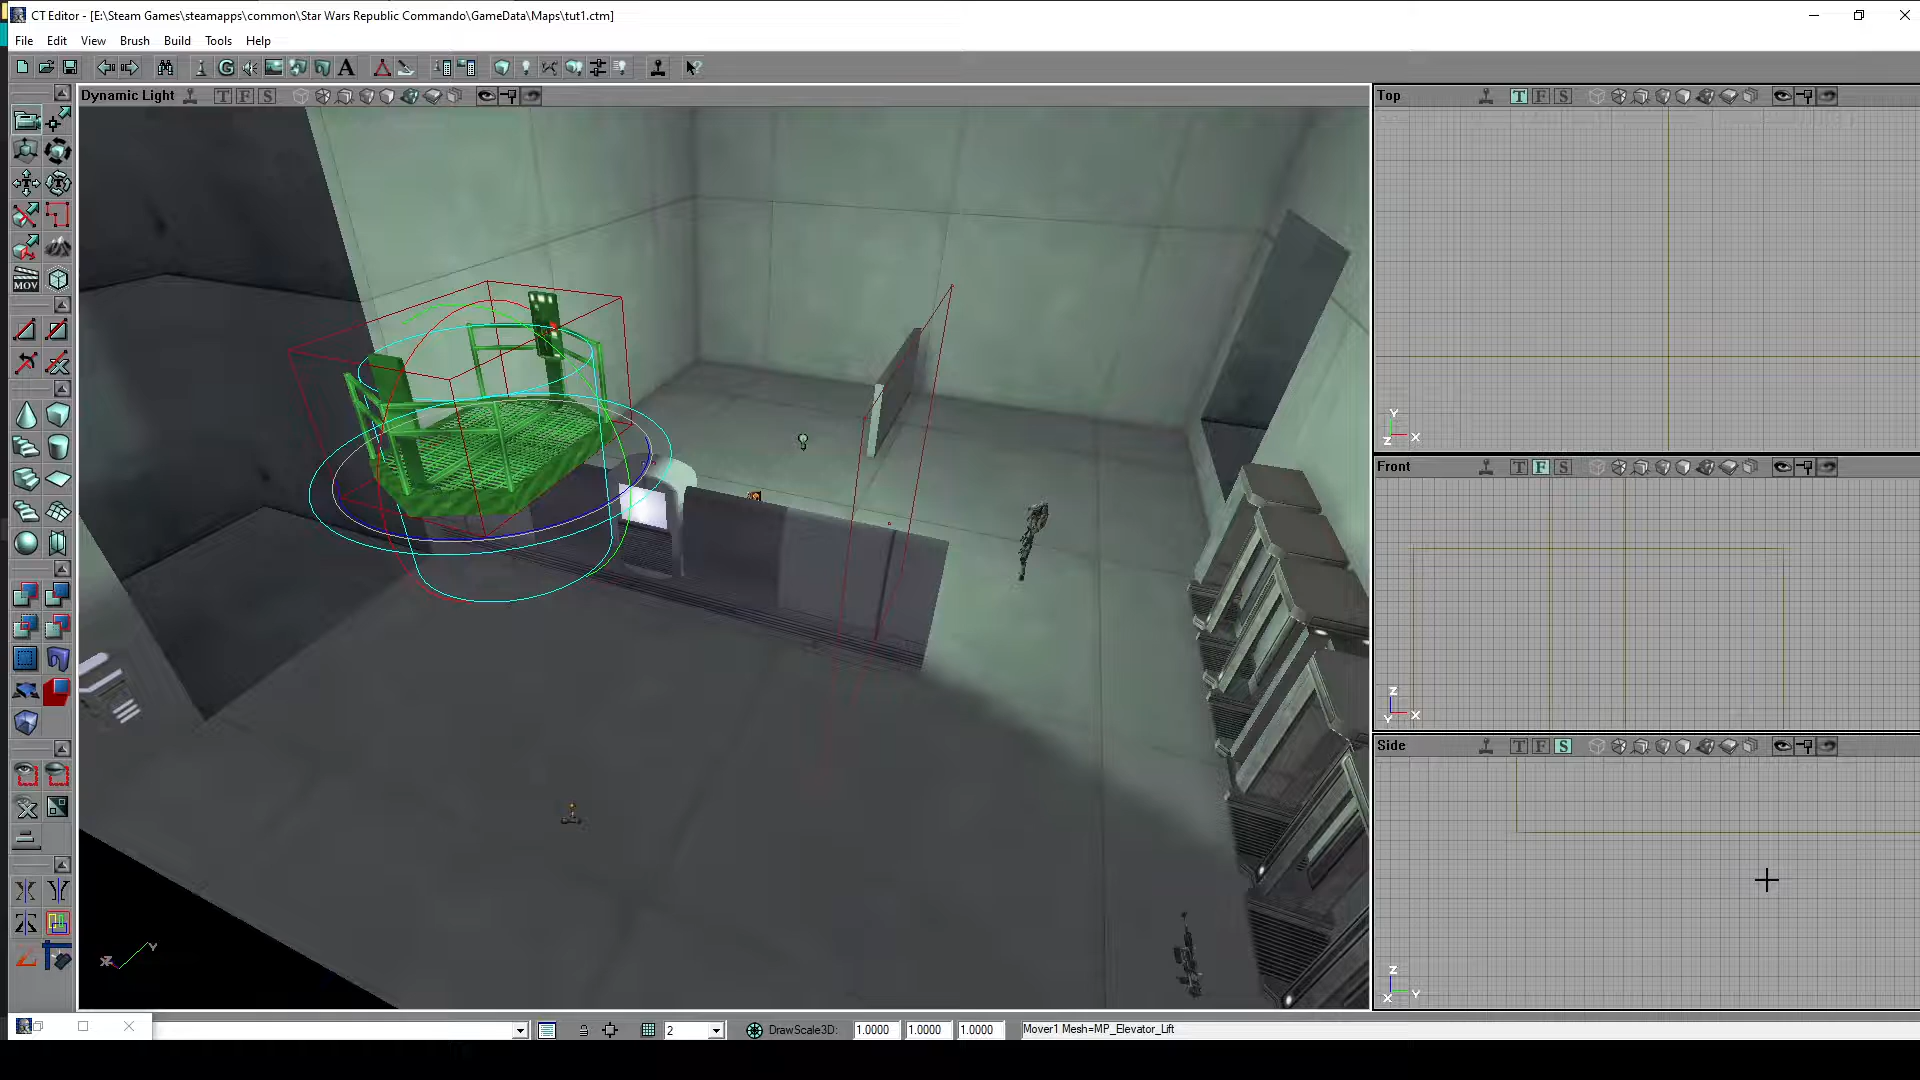 CT Editor - [E:\Steam Games\steamapps\common\Star Wars Republic Commando\GameData\Maps\tut1.ctm]
File Edit View Brush Build Tools Help
G A ?
Dynamic Light T F S
Top T F S
MOV
Y
Z X
Front T F S
Z
Y X
Side T F S
Y
X Z
Z
X Y
2 DrawScale3D: 1.0000 1.0000 1.0000 Mover1 Mesh=MP_Elevator_Lift